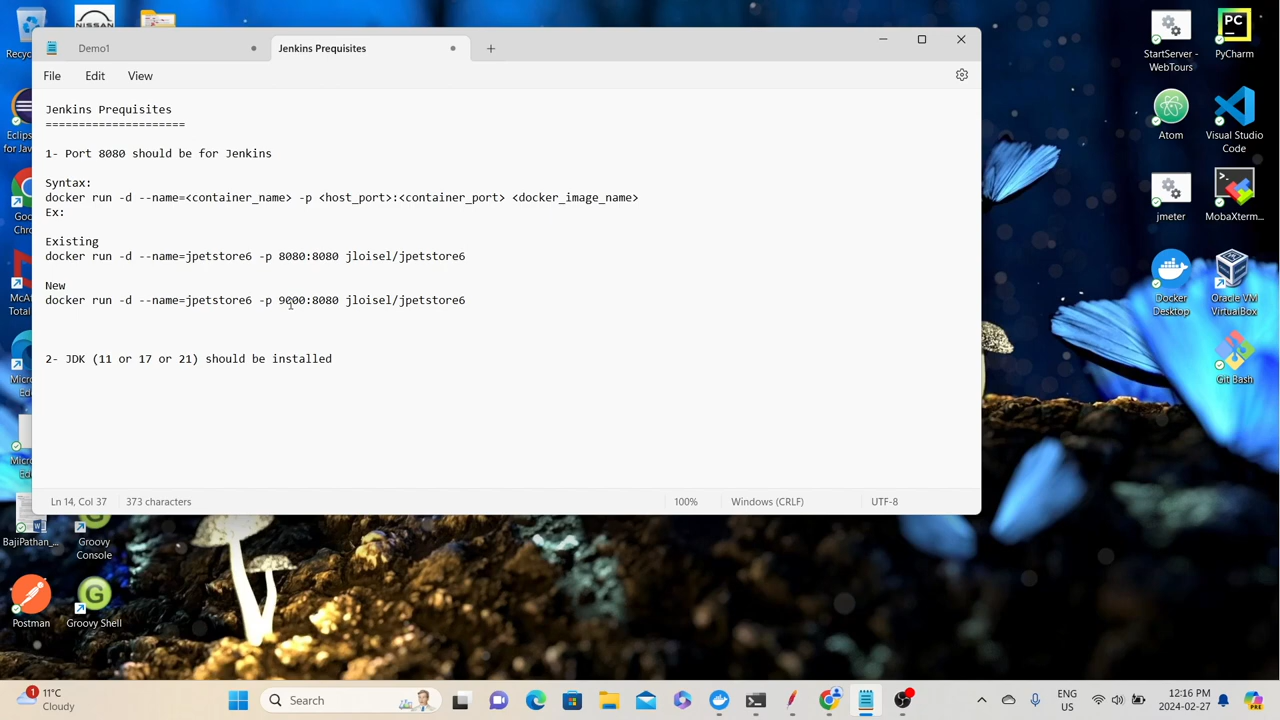 Demo1
Jenkins Prequisites
File
Edit
View
Jenkins Prequisites
=====================
1- Port 8080 should be for Jenkins
Syntax:
docker run -d --name=<container_name> -p <host_port>:<container_port> <docker_image_name>
Ex:
Existing
docker run -d --name=jpetstore6 -p 8080:8080 jloisel/jpetstore6
New
docker run -d --name=jpetstore6 -p 9000:8080 jloisel/jpetstore6
2- JDK (11 or 17 or 21) should be installed
Ln 14, Col 37
373 characters
100%
Windows (CRLF)
UTF-8
NISSAN
StartServer -
WebTours
PC
PyCharm
Atom
Visual Studio
Code
jmeter
MobaXterm...
Docker
Desktop
Oracle VM
VirtualBox
Git Bash
BajiPathan_...
Groovy
Console
Postman
Groovy Shell
1
11°C
Cloudy
Search
ENG
US
12:16 PM
2024-02-27